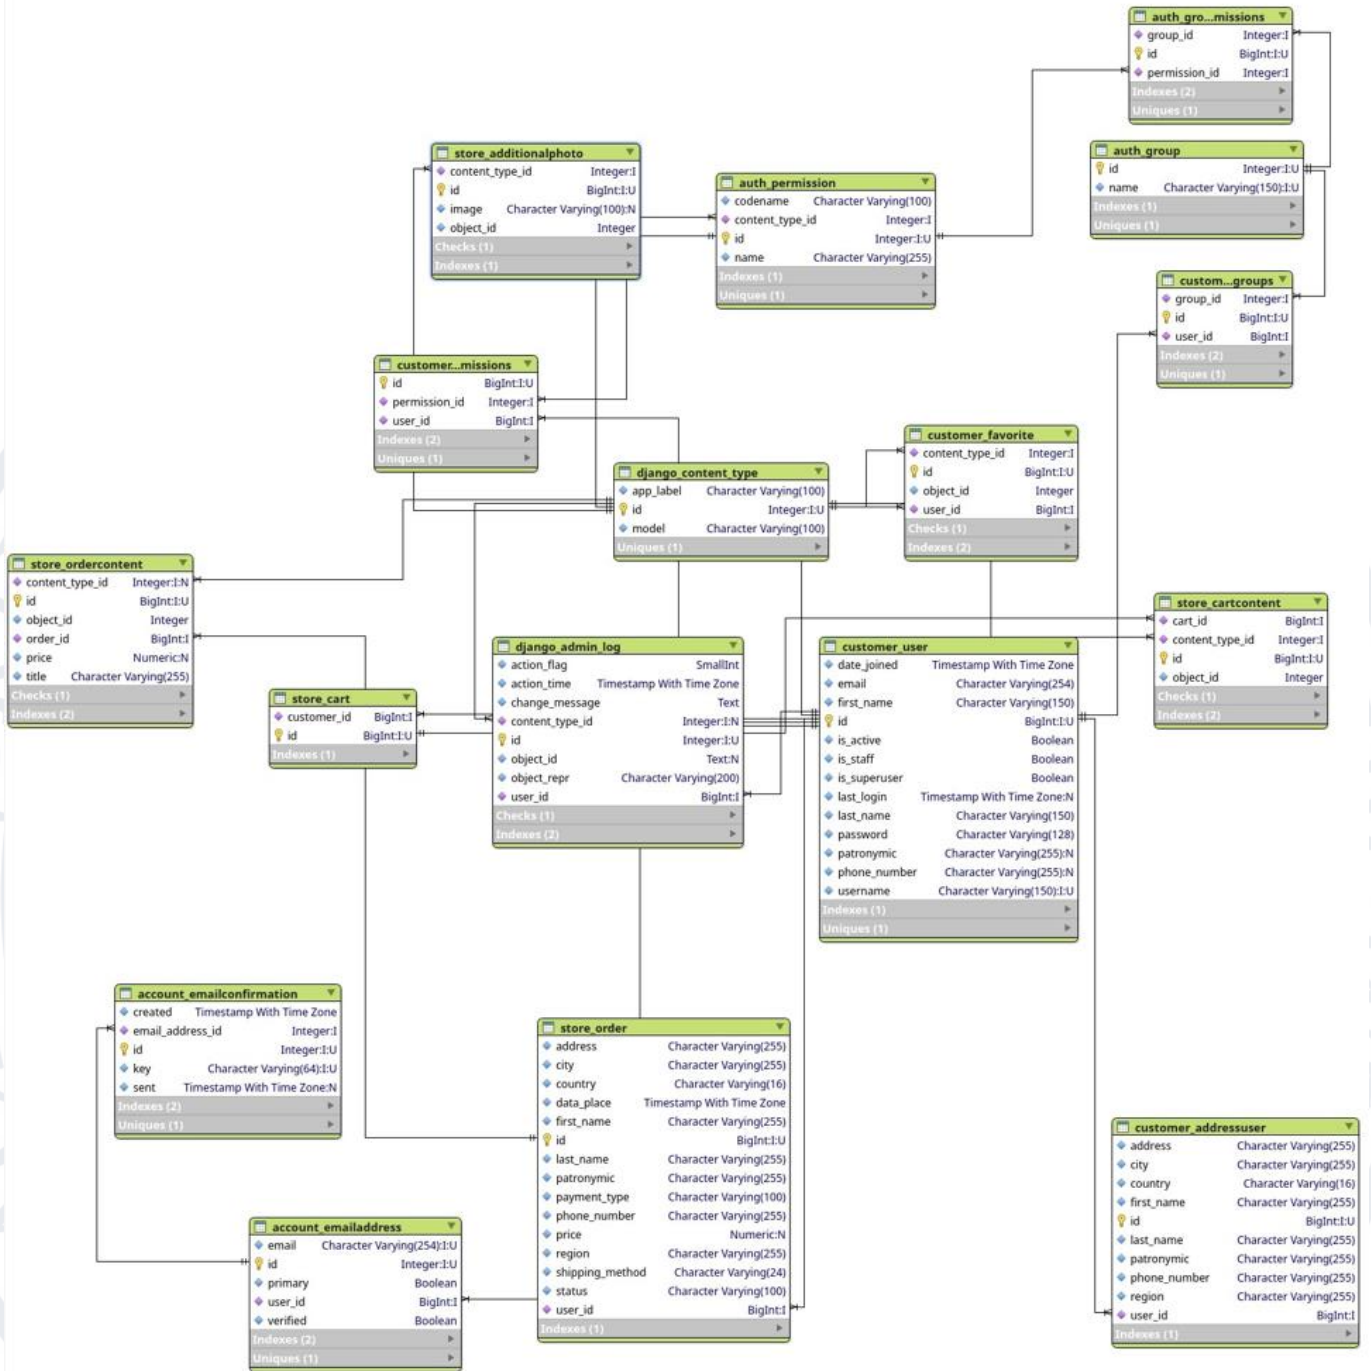 auth_gro...missions
group_id Integer:I
id BigInt:I:U
permission_id Integer:I
Indexes (2)
Uniques (1)
auth_group
id Integer:I:U
name Character Varying(150):I:U
Indexes (1)
Uniques (1)
store_additionalphoto
content_type_id Integer:I
id BigInt:I:U
image Character Varying(100):N
object_id Integer
Checks (1)
Indexes (1)
auth_permission
codename Character Varying(100)
content_type_id Integer:I
id Integer:I:U
name Character Varying(255)
Indexes (1)
Uniques (1)
custom...groups
group_id Integer:I
id BigInt:I:U
user_id BigInt:I
Indexes (2)
Uniques (1)
customer...missions
id BigInt:I:U
permission_id Integer:I
user_id BigInt:I
Indexes (2)
Uniques (1)
customer_favorite
content_type_id Integer:I
id BigInt:I:U
object_id Integer
user_id BigInt:I
Checks (1)
Indexes (2)
django_content_type
app_label Character Varying(100)
id Integer:I:U
model Character Varying(100)
Uniques (1)
store_ordercontent
content_type_id Integer:I:N
id BigInt:I:U
object_id Integer
order_id BigInt:I
price Numeric:N
title Character Varying(255)
Checks (1)
Indexes (2)
store_cartcontent
cart_id BigInt:I
content_type_id Integer:I
id BigInt:I:U
object_id Integer
Checks (1)
Indexes (2)
django_admin_log
action_flag SmallInt
action_time Timestamp With Time Zone
change_message Text
content_type_id Integer:I:N
id Integer:I:U
object_id Text:N
object_repr Character Varying(200)
user_id BigInt:I
Checks (1)
Indexes (2)
customer_user
date_joined Timestamp With Time Zone
email Character Varying(254)
first_name Character Varying(150)
id BigInt:I:U
is_active Boolean
is_staff Boolean
is_superuser Boolean
last_login Timestamp With Time Zone:N
last_name Character Varying(150)
password Character Varying(128)
patronymic Character Varying(255):N
phone_number Character Varying(255):N
username Character Varying(150):I:U
Indexes (1)
Uniques (1)
store_cart
customer_id BigInt:I
id BigInt:I:U
Indexes (1)
account_emailconfirmation
created Timestamp With Time Zone
email_address_id Integer:I
id Integer:I:U
key Character Varying(64):I:U
sent Timestamp With Time Zone:N
Indexes (2)
Uniques (1)
store_order
address Character Varying(255)
city Character Varying(255)
country Character Varying(16)
data_place Timestamp With Time Zone
first_name Character Varying(255)
id BigInt:I:U
last_name Character Varying(255)
patronymic Character Varying(255)
payment_type Character Varying(100)
phone_number Character Varying(255)
price Numeric:N
region Character Varying(255)
shipping_method Character Varying(24)
status Character Varying(100)
user_id BigInt:I
Indexes (1)
customer_addressuser
address Character Varying(255)
city Character Varying(255)
country Character Varying(16)
first_name Character Varying(255)
id BigInt:I:U
last_name Character Varying(255)
patronymic Character Varying(255)
phone_number Character Varying(255)
region Character Varying(255)
user_id BigInt:I
Indexes (1)
account_emailaddress
email Character Varying(254):I:U
id Integer:I:U
primary Boolean
user_id BigInt:I
verified Boolean
Indexes (2)
Uniques (1)